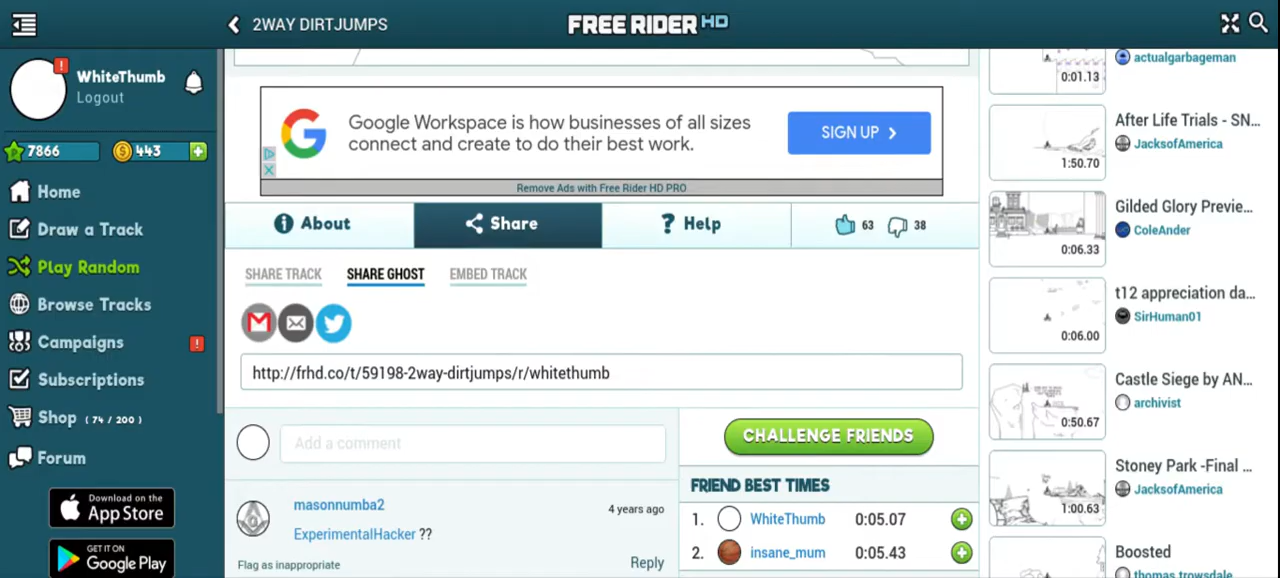 2WAY DIRTJUMPS
FREE RIDER HD
WhiteThumb
Logout
7866
443
Home
Draw a Track
Play Random
Browse Tracks
Campaigns
Subscriptions
Shop ( 74 / 200 )
Forum
Download on the
App Store
GET IT ON
Google Play
Google Workspace is how businesses of all sizes
connect and create to do their best work.
SIGN UP
Remove Ads with Free Rider HD PRO
About
Share
Help
63
38
SHARE TRACK
SHARE GHOST
EMBED TRACK
http://frhd.co/t/59198-2way-dirtjumps/r/whitethumb
Add a comment
masonnumba2
4 years ago
ExperimentalHacker ??
Flag as inappropriate
Reply
CHALLENGE FRIENDS
FRIEND BEST TIMES
1. WhiteThumb 0:05.07
2. insane_mum 0:05.43
actualgarbageman
0:01.13
After Life Trials - SN...
JacksofAmerica
1:50.70
Gilded Glory Previe...
ColeAnder
0:06.33
t12 appreciation da...
SirHuman01
0:06.00
Castle Siege by AN...
archivist
0:50.67
Stoney Park -Final ...
JacksofAmerica
1:00.63
Boosted
thomas.trowsdale